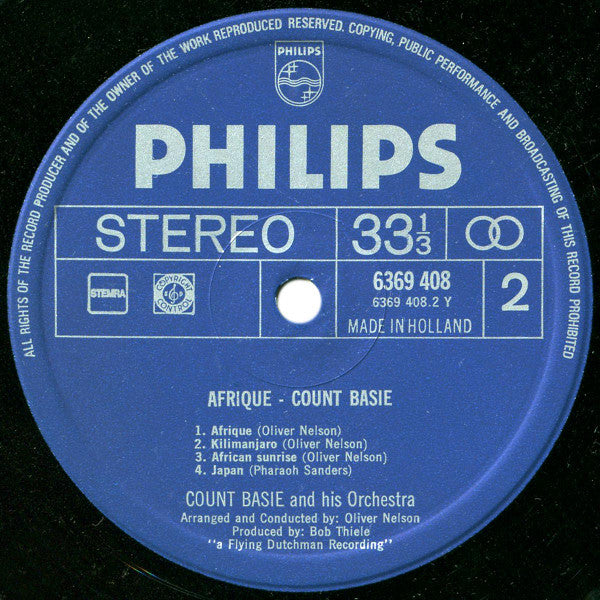 ALL RIGHTS OF THE RECORD PRODUCER AND OF THE OWNER OF THE WORK REPRODUCED RESERVED. COPYING, PUBLIC PERFORMANCE AND BROADCASTING OF THIS RECORD PROHIBITED
PHILIPS
PHILIPS
STEREO 33 1/3
STEMRA COPYRIGHT CONTROL 6369 408 2
6369 408.2 Y
MADE IN HOLLAND
AFRIQUE - COUNT BASIE
1. Afrique (Oliver Nelson)
2. Kilimanjaro (Oliver Nelson)
3. African sunrise (Oliver Nelson)
4. Japan (Pharaoh Sanders)
COUNT BASIE and his Orchestra
Arranged and Conducted by: Oliver Nelson
Produced by: Bob Thiele
"a Flying Dutchman Recording"